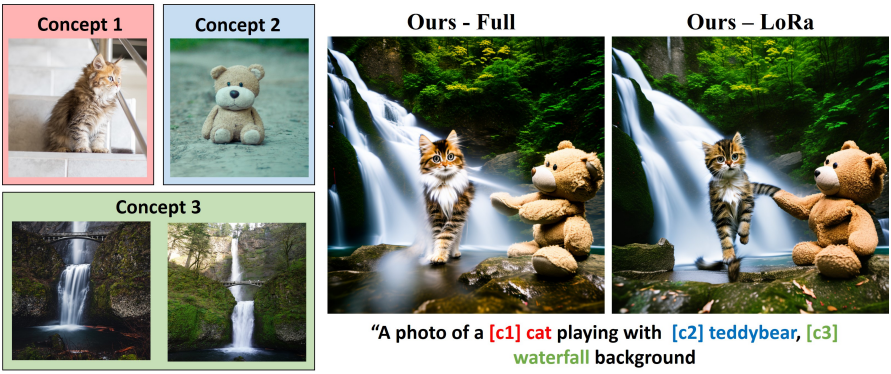 Concept 1
Concept 2
Concept 3
Ours - Full
Ours – LoRa
“A photo of a [c1] cat playing with [c2] teddybear, [c3]
waterfall background